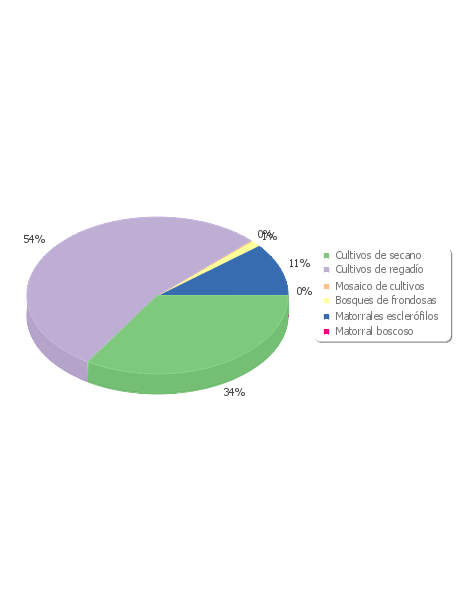 54%
0%
1%
11%
0%
34%
Cultivos de secano
Cultivos de regadío
Mosaico de cultivos
Bosques de frondosas
Matorrales esclerófilos
Matorral boscoso